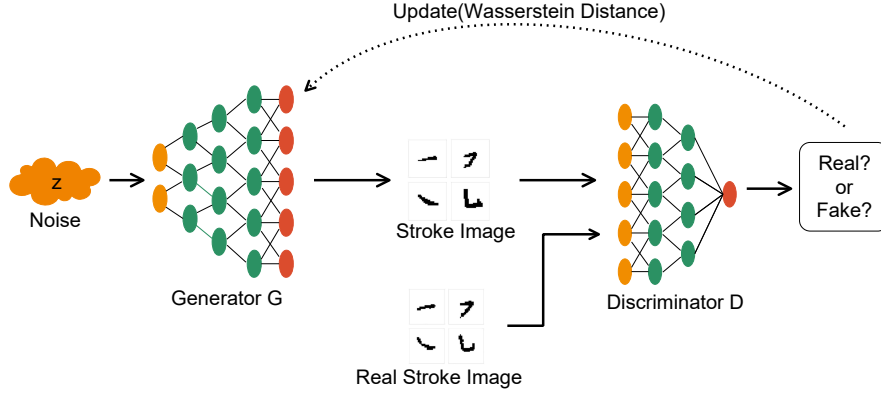 Update(Wasserstein Distance)
z
Noise
Generator G
Stroke Image
Real Stroke Image
Discriminator D
Real?
or
Fake?